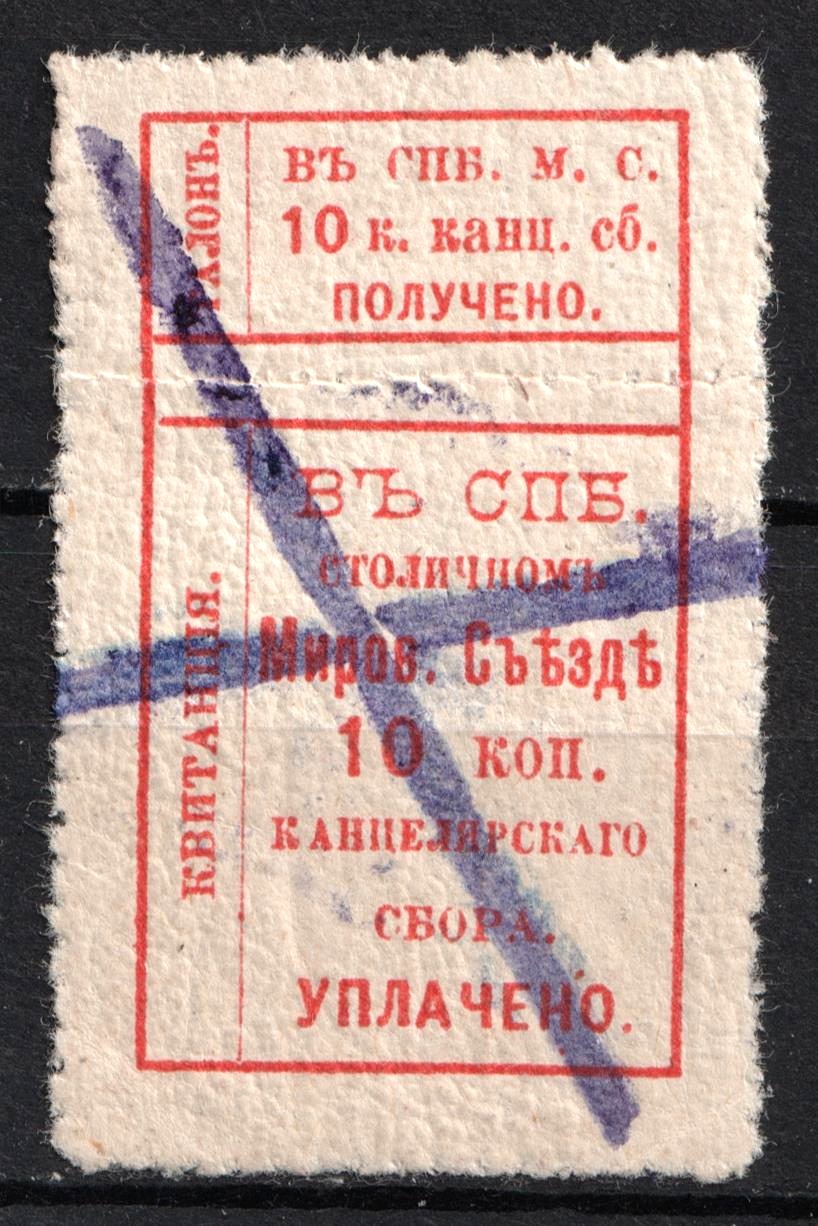 ТАЛОНЪ.
ВЪ СПБ. М. С.
10 к. канц. сб.
ПОЛУЧЕНО.
КВИТАНЦІЯ.
ВЪ СПБ.
СТОЛИЧНОМЪ
Миров. Съѣздѣ
10 КОП.
КАНЦЕЛЯРСКАГО
СБОРА.
УПЛАЧЕНО.